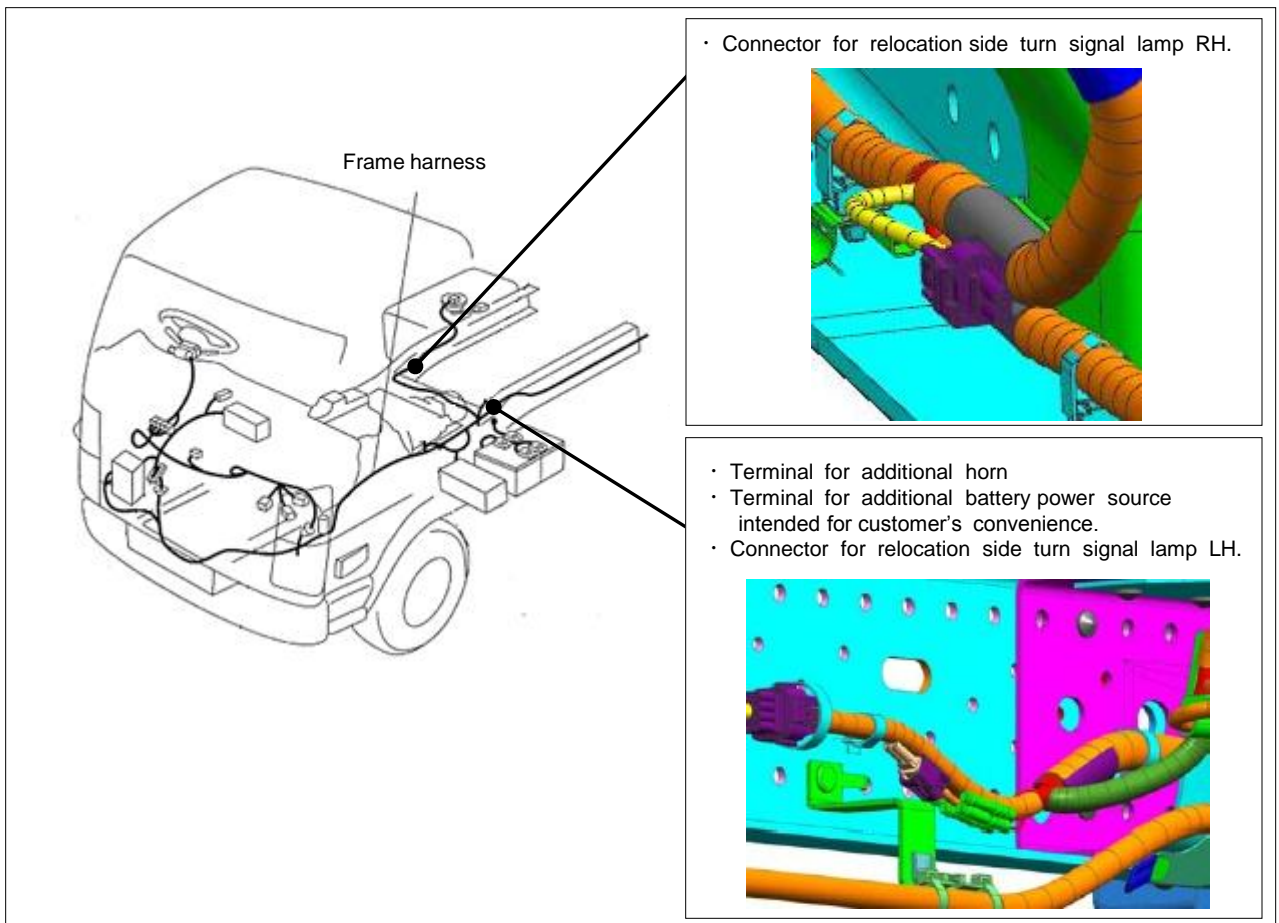 · Connector for relocation side turn signal lamp RH.
Frame harness
· Terminal for additional horn
· Terminal for additional battery power source
intended for customer’s convenience.
· Connector for relocation side turn signal lamp LH.